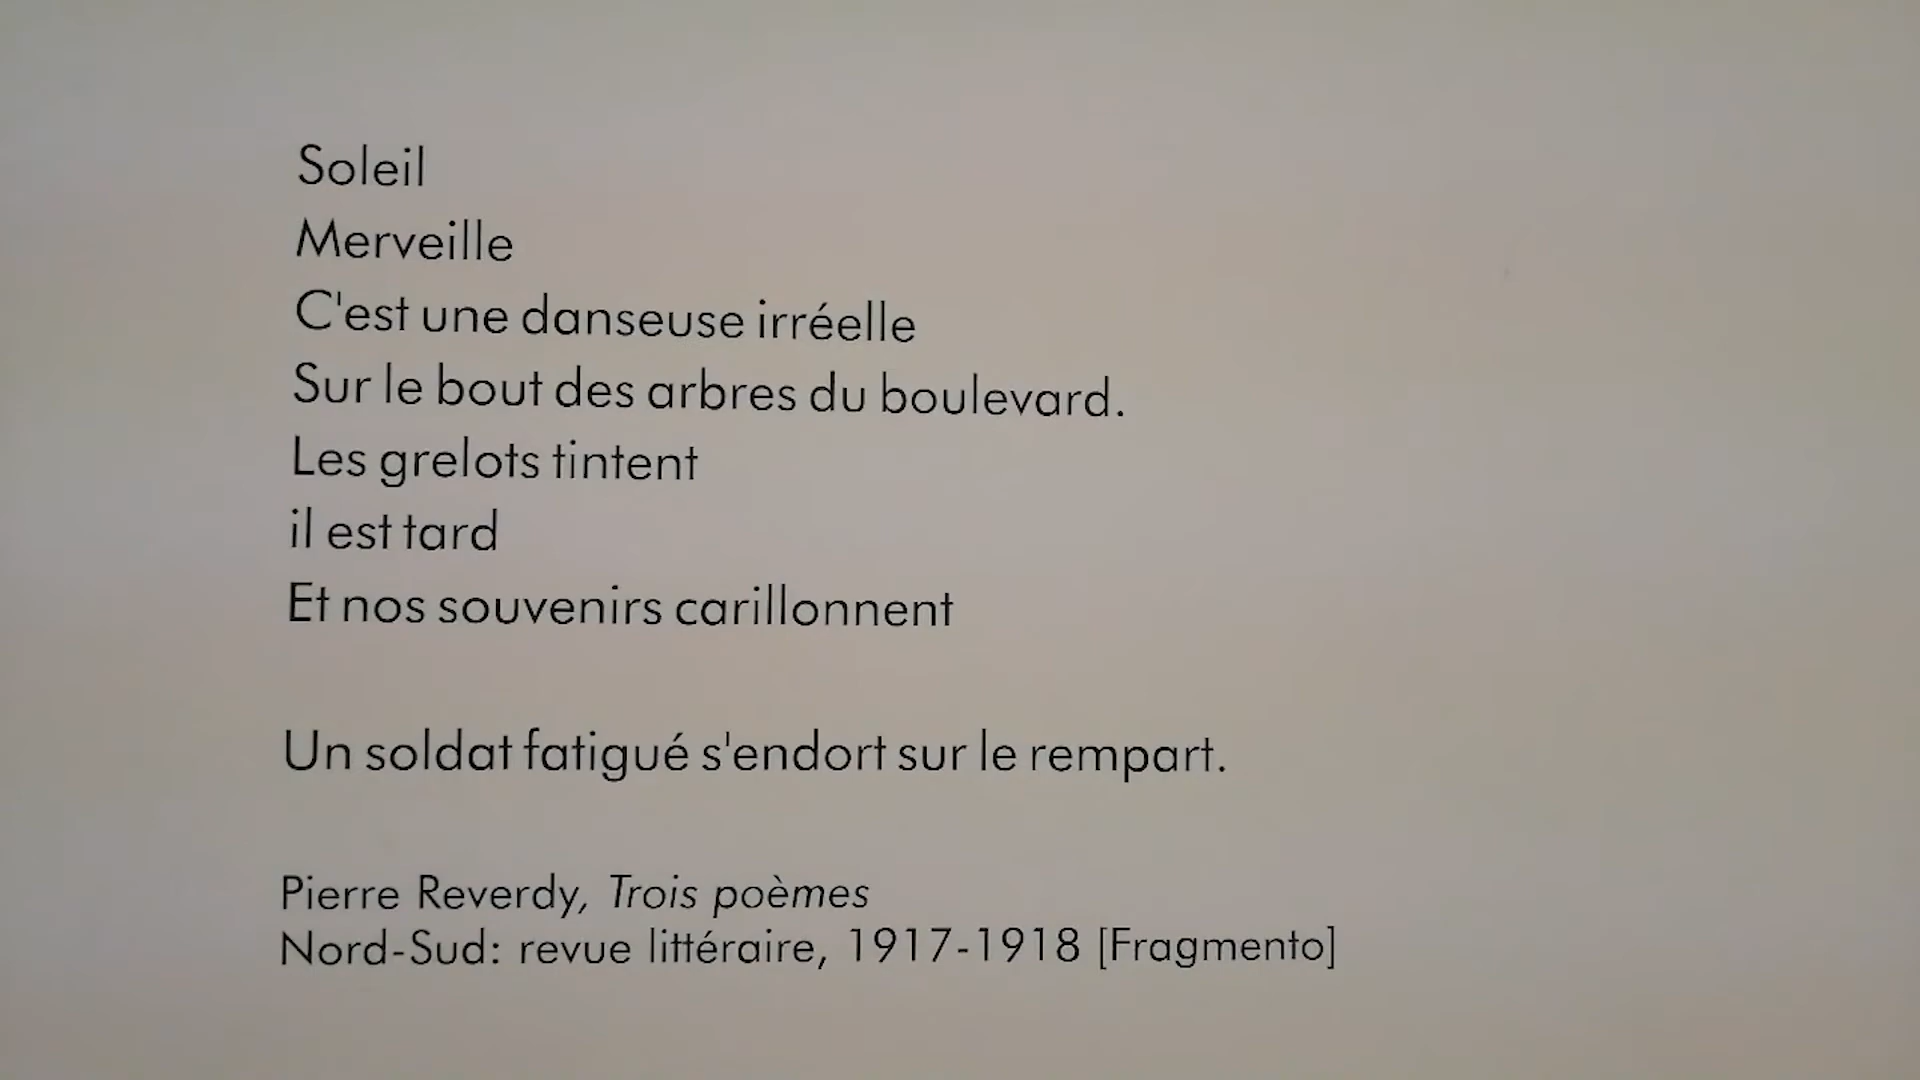 Soleil
Merveille
C'est une danseuse irréelle
Sur le bout des arbres du boulevard.
Les grelots tintent
il est tard
Et nos souvenirs carillonnent
Un soldat fatigué s'endort sur le rempart.
Pierre Reverdy, Trois poèmes
Nord-Sud: revue littéraire, 1917-1918 [Fragmento]